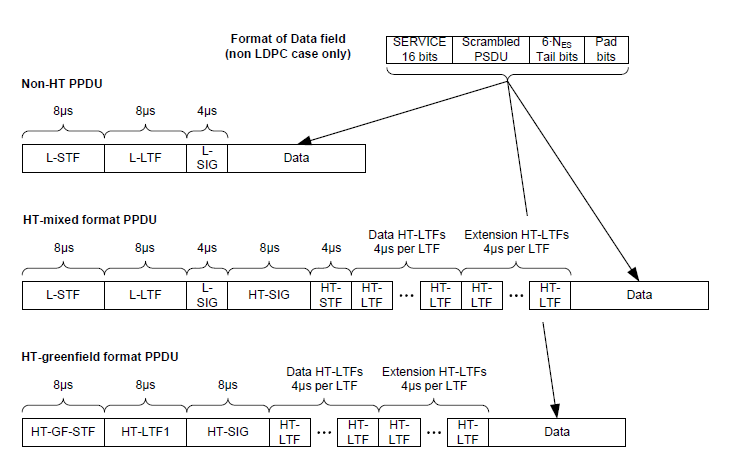 Format of Data field
(non LDPC case only)
SERVICE
16 bits
Scrambled
PSDU
6·NES
Tail bits
Pad
bits
Non-HT PPDU
8µs 8µs 4µs
L-STF
L-LTF
L-
SIG
Data
HT-mixed format PPDU
Data HT-LTFs
4µs per LTF
Extension HT-LTFs
4µs per LTF
8µs 8µs 4µs 8µs 4µs
L-STF
L-LTF
L-
SIG
HT-SIG
HT-
STF
HT-
LTF
...
HT-
LTF
HT-
LTF
...
HT-
LTF
Data
HT-greenfield format PPDU
Data HT-LTFs
4µs per LTF
Extension HT-LTFs
4µs per LTF
8µs 8µs 8µs
HT-GF-STF
HT-LTF1
HT-SIG
HT-
LTF
...
HT-
LTF
HT-
LTF
...
HT-
LTF
Data